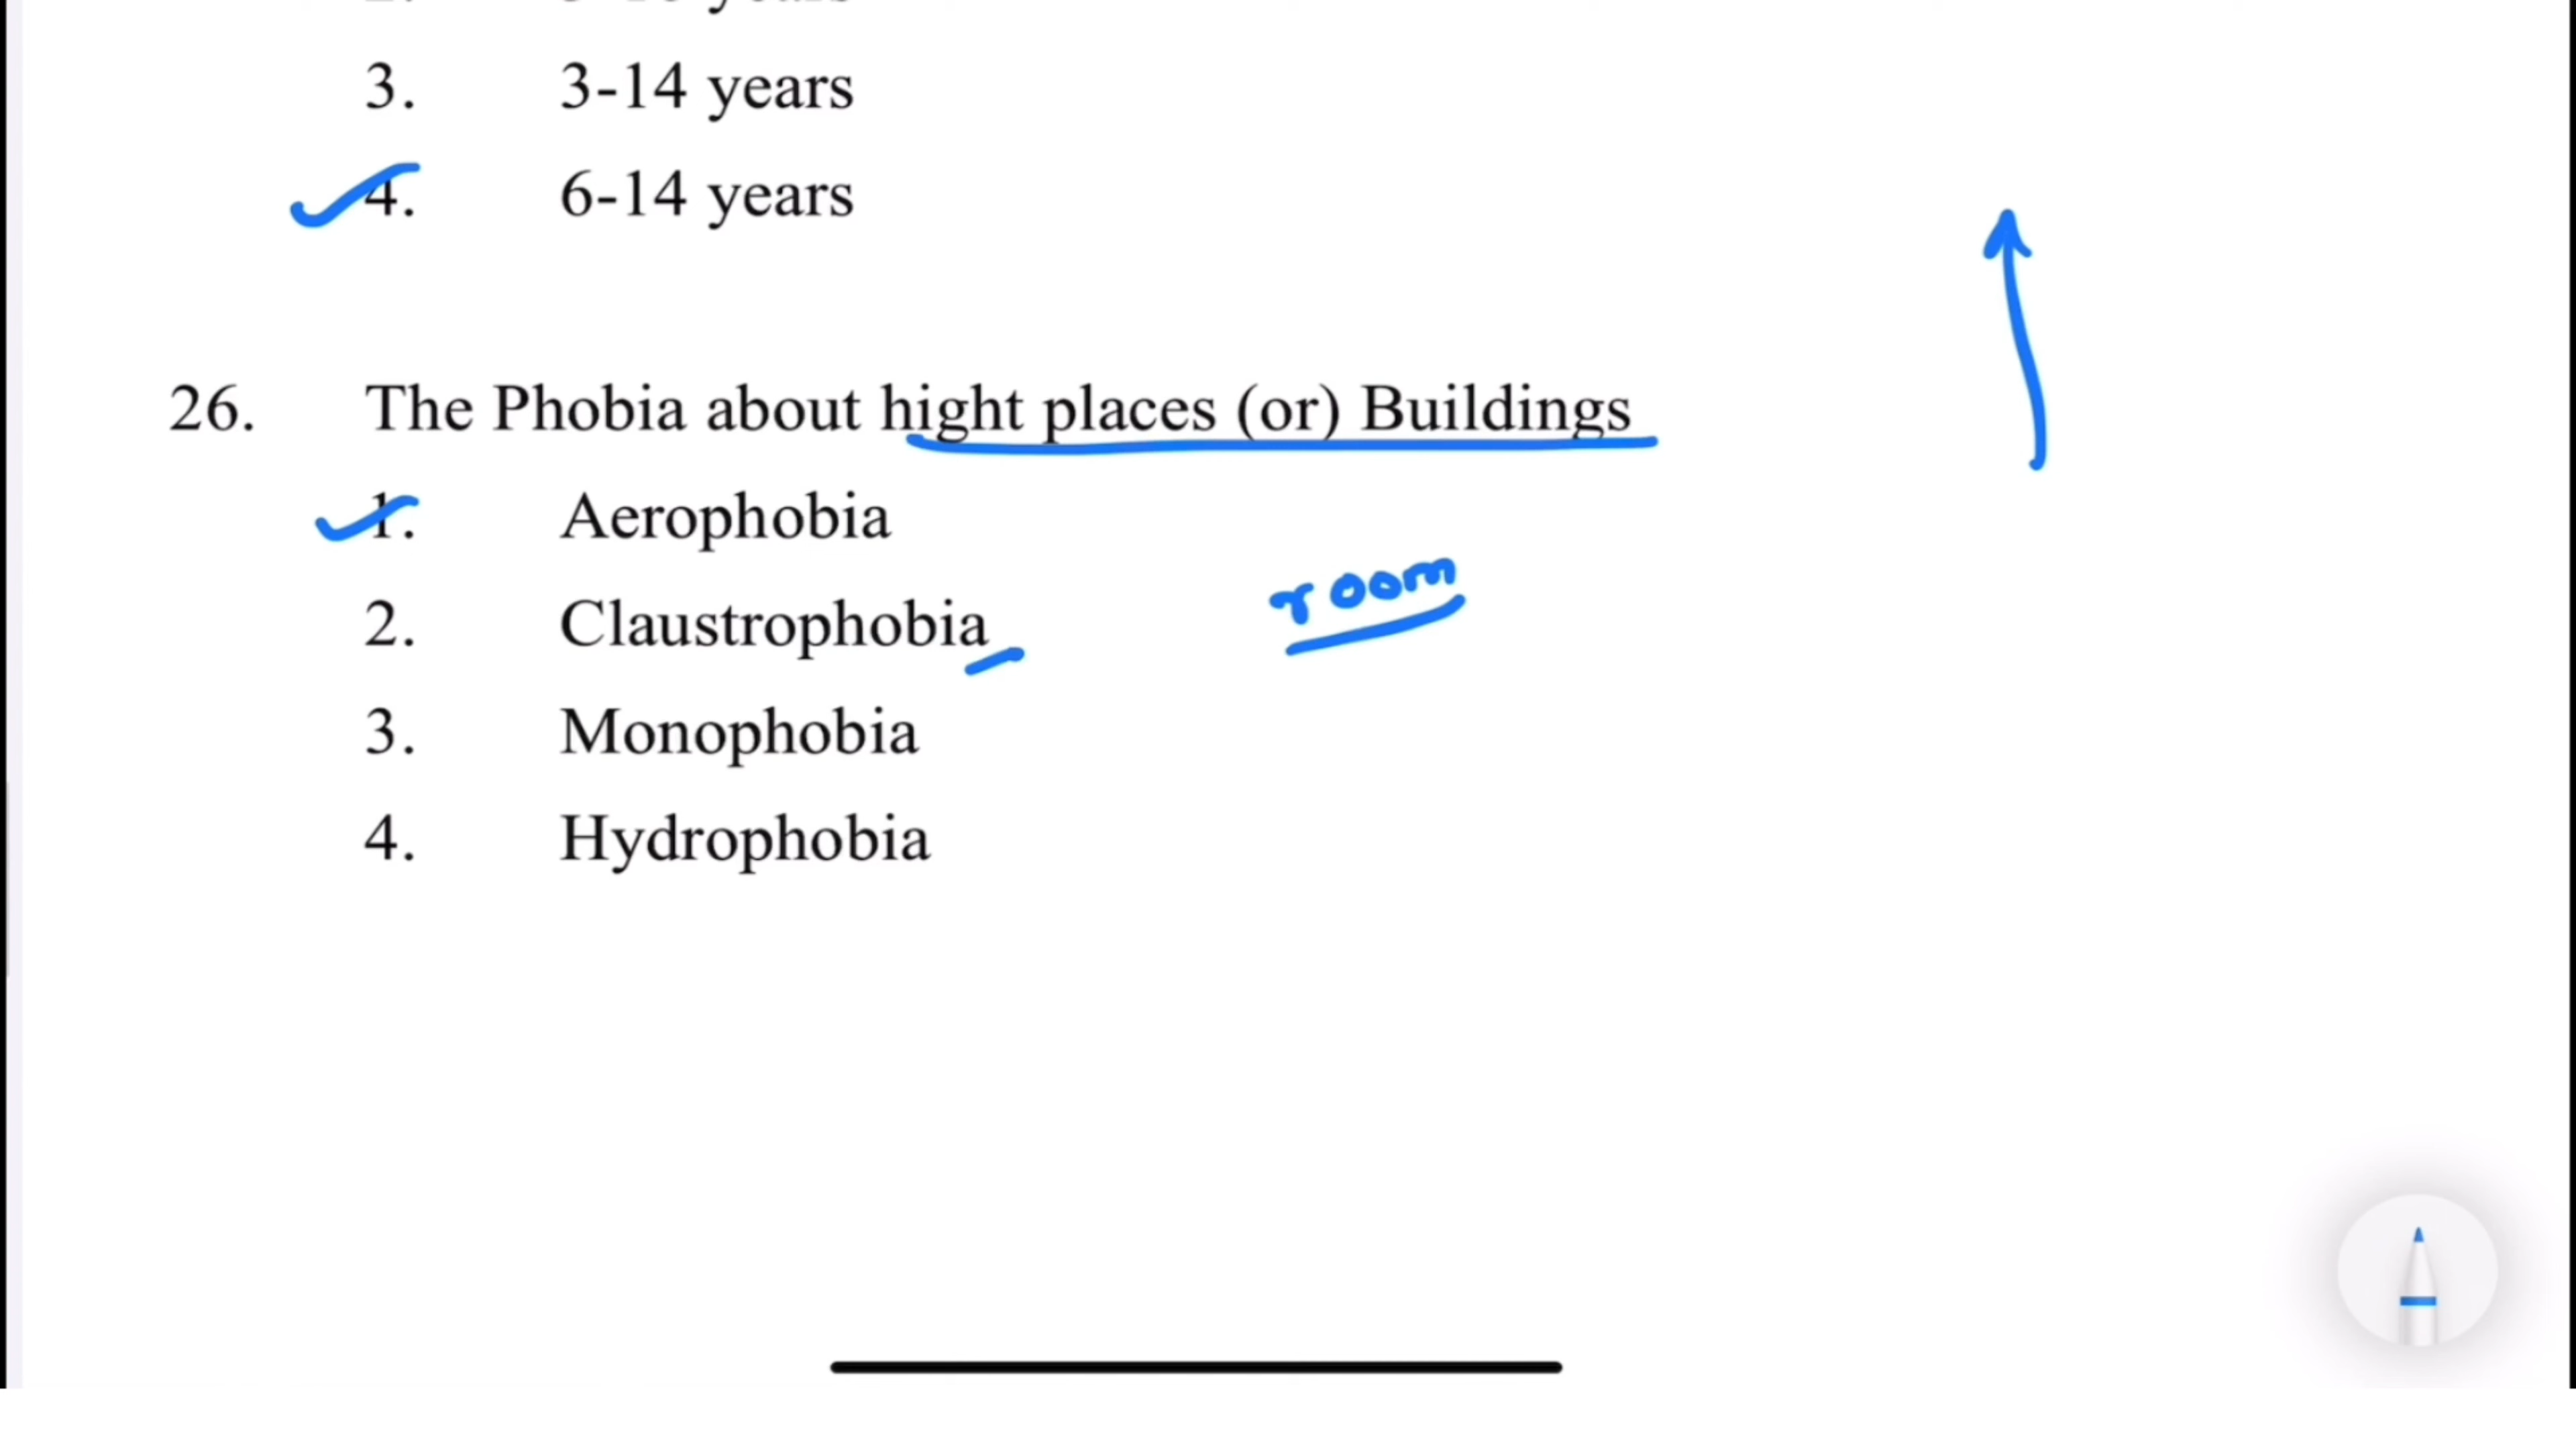 3. 3-14 years
4. 6-14 years
26. The Phobia about hight places (or) Buildings
1. Aerophobia
room
2. Claustrophobia
3. Monophobia
4. Hydrophobia